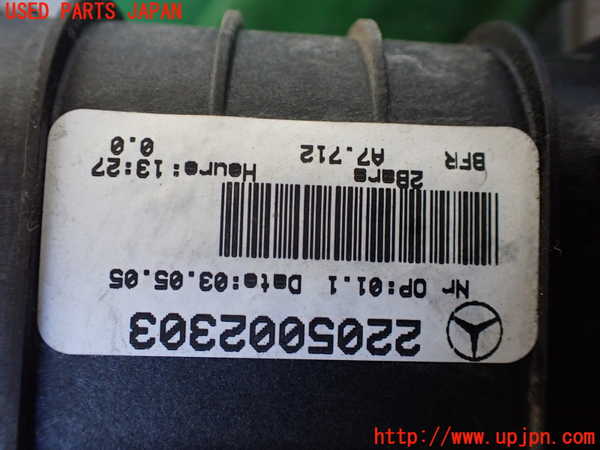 USED PARTS JAPAN
2205002303
Nr OP:01.1 Date:03.05.05
2Bars
BFR A7.712 Heure:13:27
0.0
http://www.upjpn.com/